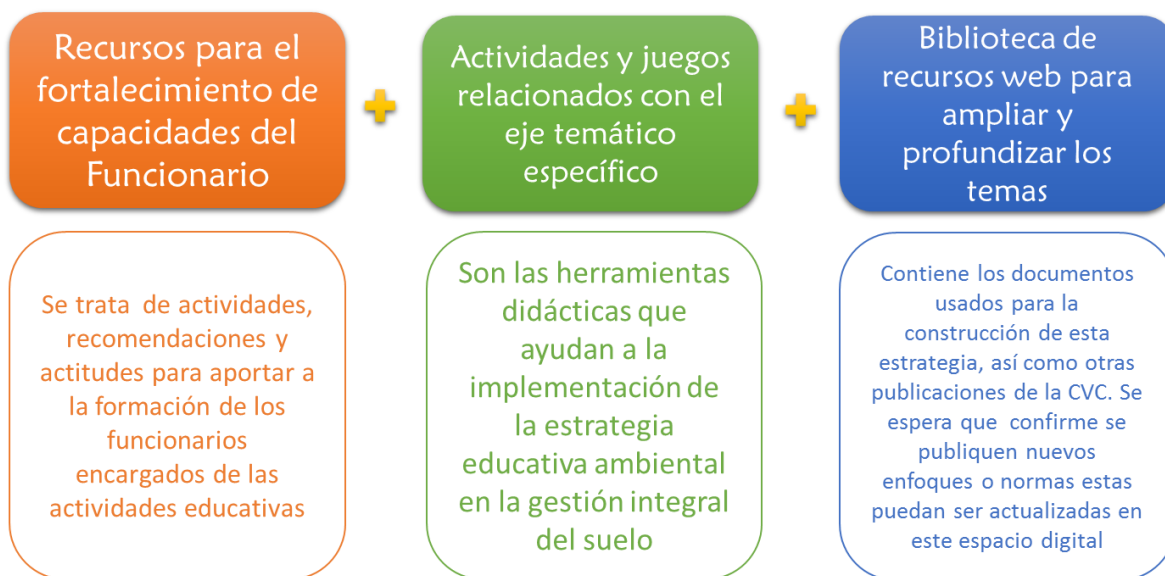 Recursos para el
fortalecimiento de
capacidades del
Funcionario
Se trata de actividades,
recomendaciones y
actitudes para aportar a
la formación de los
funcionarios
encargados de las
actividades educativas
Actividades y juegos
relacionados con el
eje temático
específico
Son las herramientas
didácticas que
ayudan a la
implementación de
la estrategia
educativa ambiental
en la gestión integral
del suelo
Biblioteca de
recursos web para
ampliar y
profundizar los
temas
Contiene los documentos
usados para la
construcción de esta
estrategia, así como otras
publicaciones de la CVC. Se
espera que confirme se
publiquen nuevos
enfoques o normas estas
puedan ser actualizadas en
este espacio digital